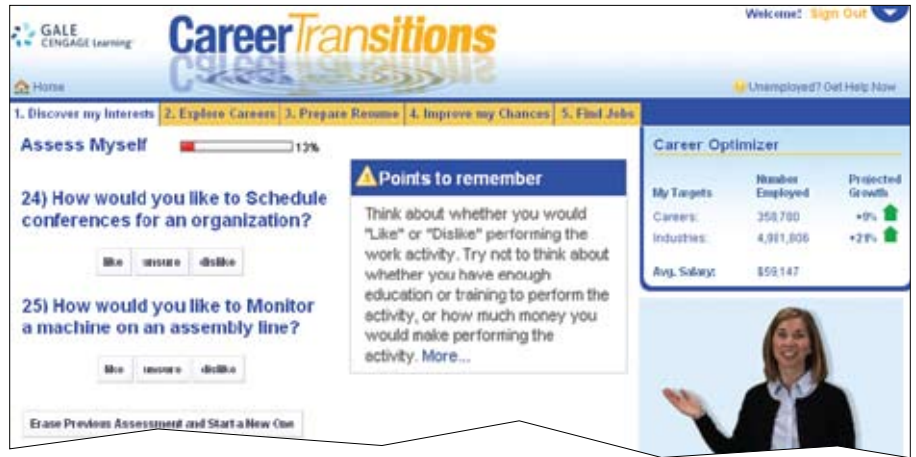 GALE
CENGAGE Learning
CareerTransitions
Welcome! Sign Out
Home
Unemployed? Get Help Now
1. Discover my Interests 2. Explore Careers 3. Prepare Resume 4. Improve my Chances 5. Find Jobs
Assess Myself 13%
24) How would you like to Schedule
conferences for an organization?
like unsure dislike
25) How would you like to Monitor
a machine on an assembly line?
like unsure dislike
Erase Previous Assessment and Start a New One
Points to remember
Think about whether you would
"Like" or "Dislike" performing the
work activity. Try not to think about
whether you have enough
education or training to perform the
activity, or how much money you
would make performing the
activity. More...
Career Optimizer
My Targets Number Employed Projected Growth
Careers: 358,780 +9%
Industries: +21%
Avg. Salary: $59,147